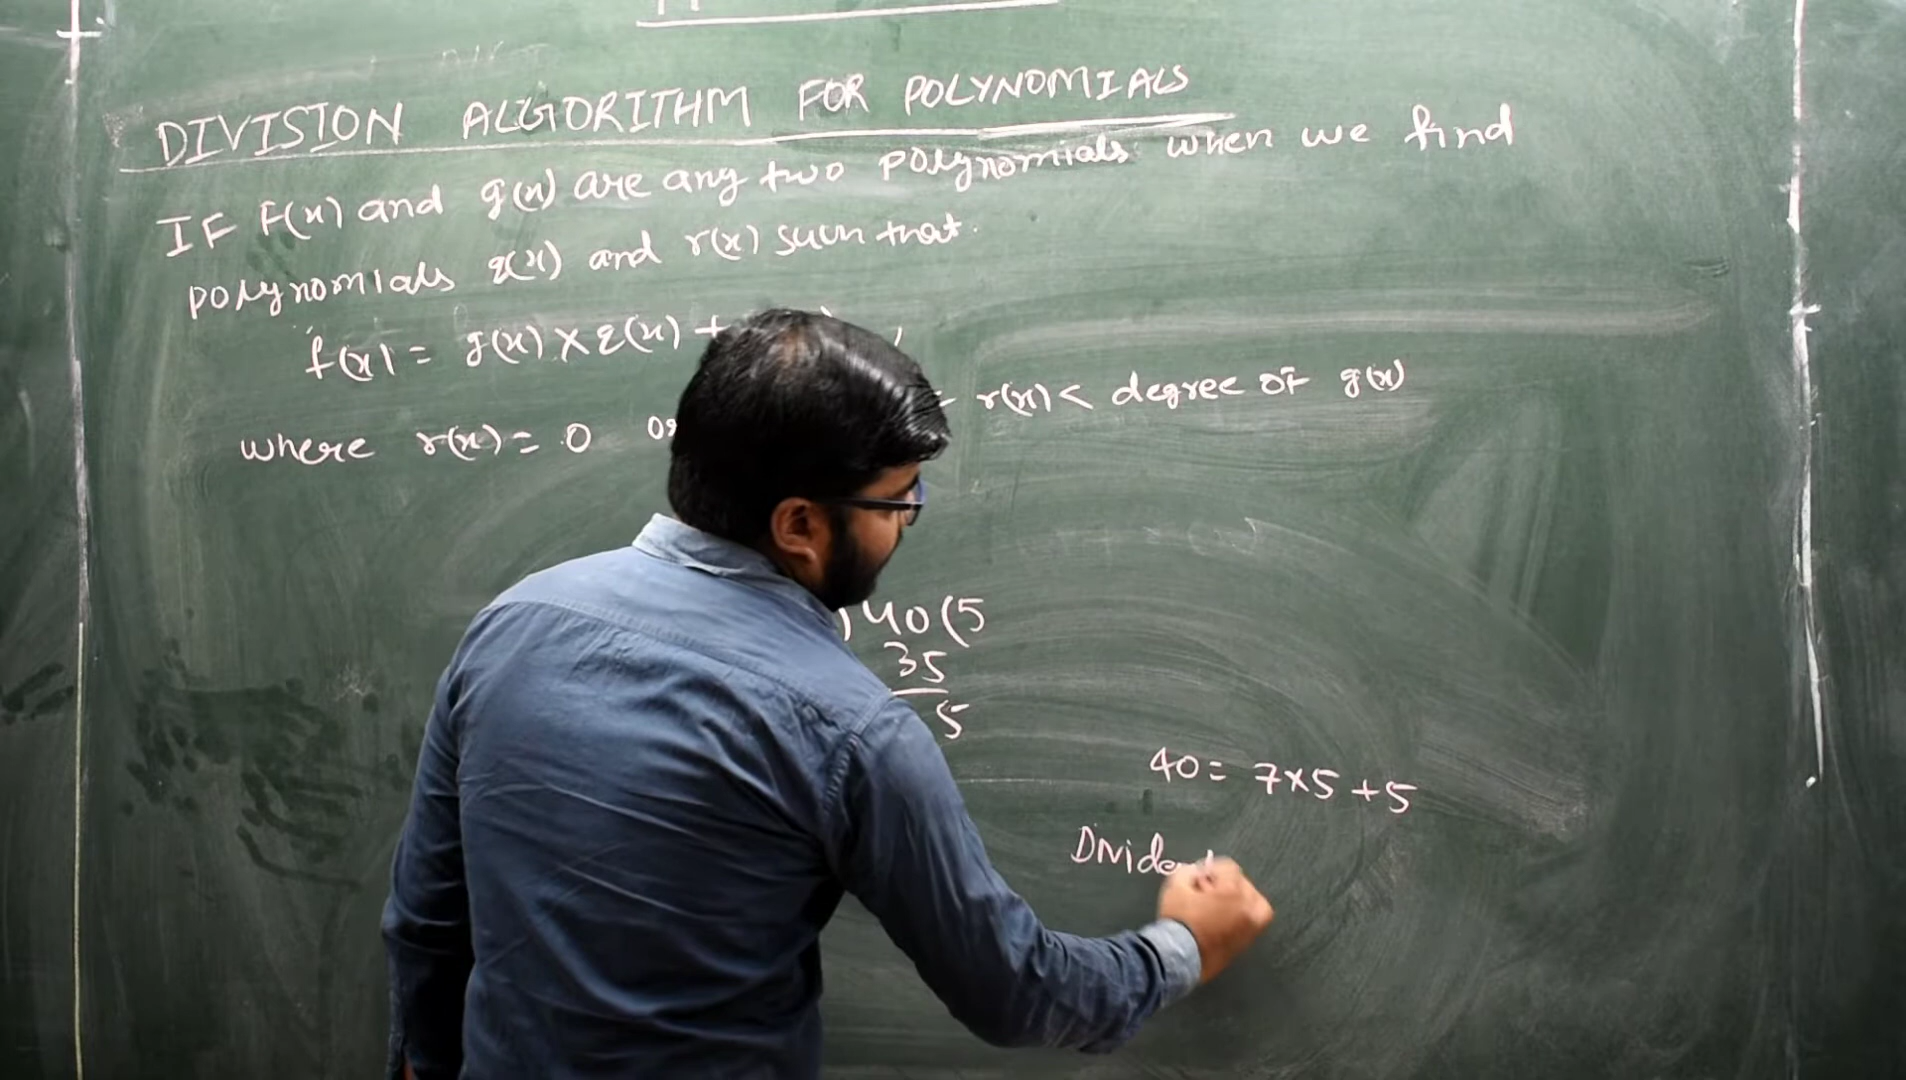 DIVISION ALGORITHM FOR POLYNOMIALS
IF F(x) and g(x) are any two polynomials when we find
polynomials q(x) and r(x) such that.
f(x) = g(x) × q(x) +
where r(x) = 0 or r(x) < degree of g(x)
)40(5
35
5
40 = 7×5+5